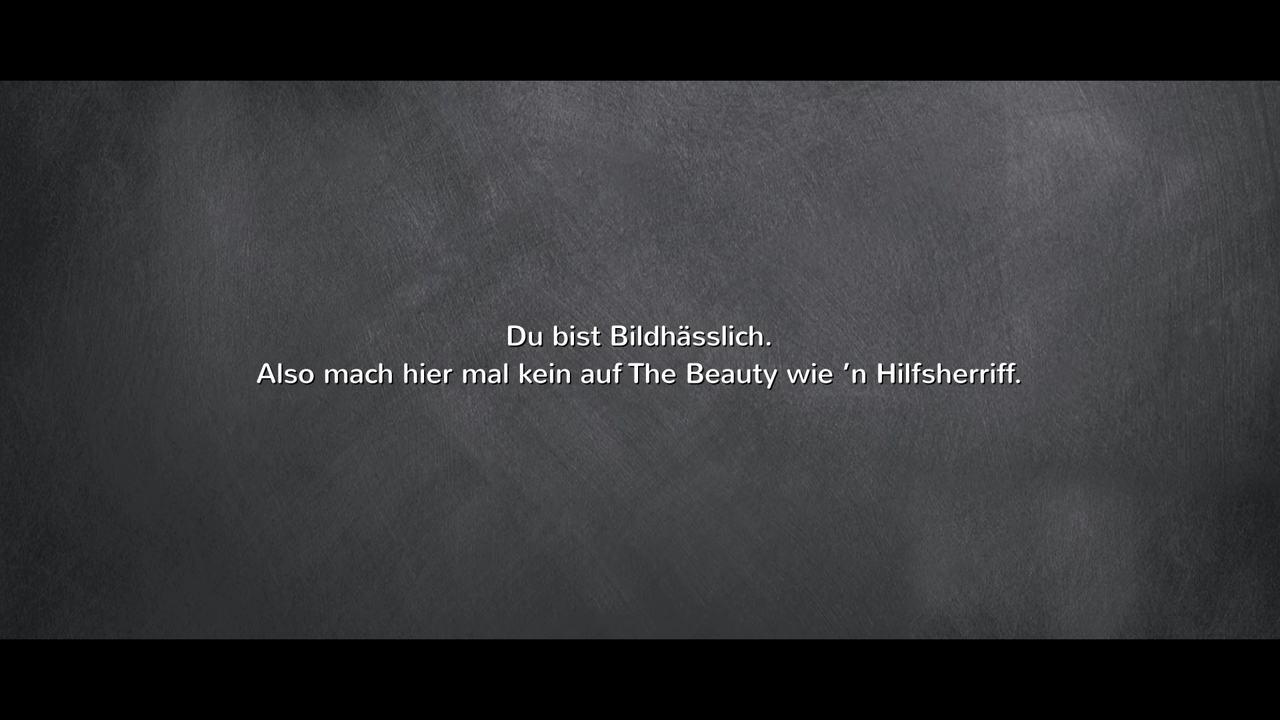 Du bist Bildhässlich.
Also mach hier mal kein auf The Beauty wie ’n Hilfsherriff.